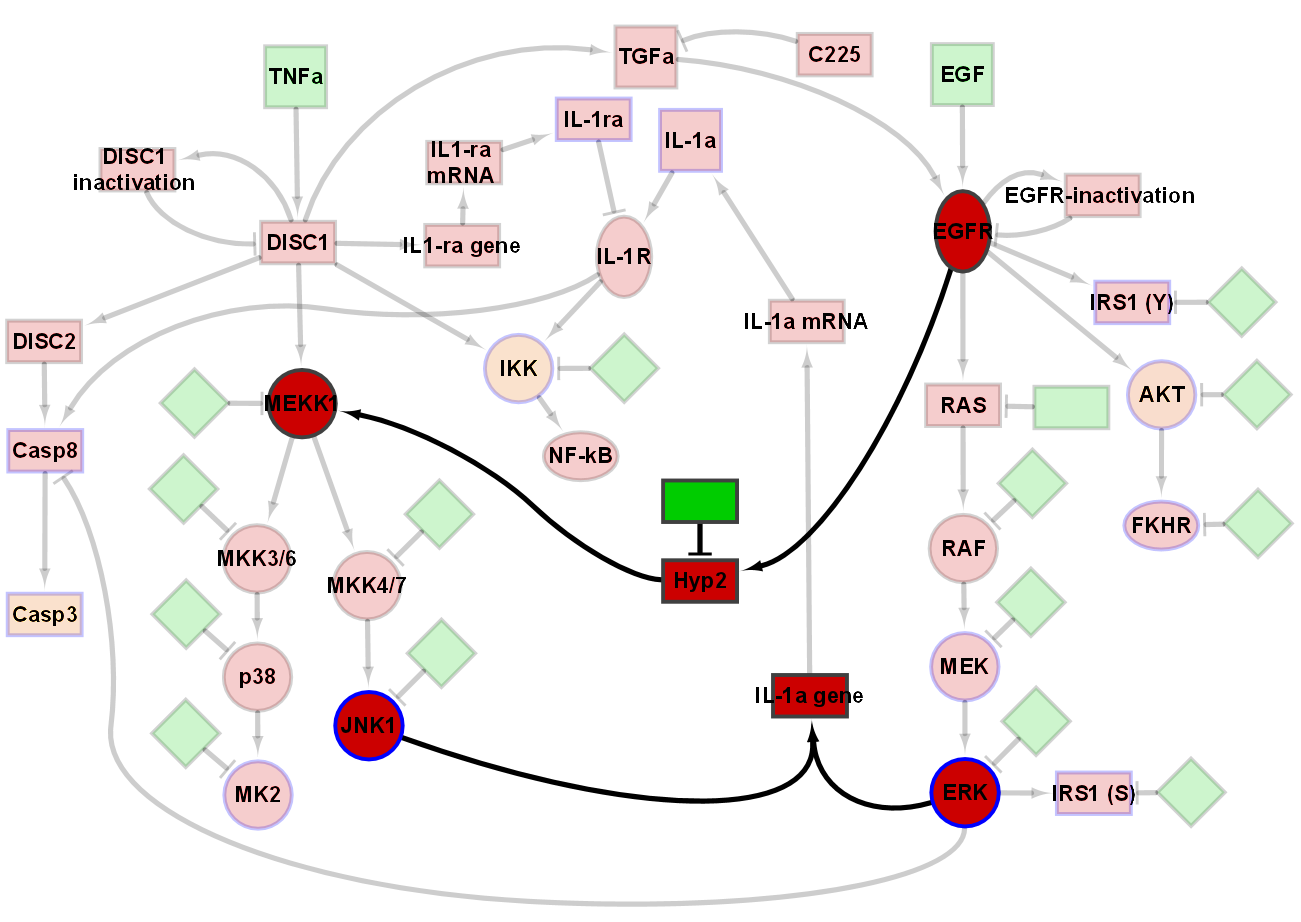 TGFa
C225
TNFa
EGF
IL-1ra
IL-1a
DISC1
inactivation
IL1-ra
mRNA
EGFR-inactivation
EGFR
DISC1
IL1-ra gene
IL-1R
IRS1 (Y)
IL-1a mRNA
DISC2
IKK
AKT
MEKK1
RAS
Casp8
NF-kB
FKHR
RAF
MKK3/6
MKK4/7
Hyp2
Casp3
MEK
p38
IL-1a gene
JNK1
MK2
ERK
IRS1 (S)